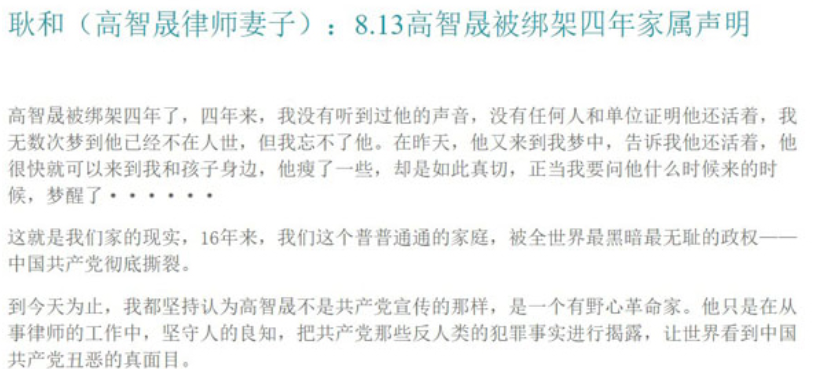 耿和（高智晟律师妻子）：8.13高智晟被绑架四年家属声明
高智晟被绑架四年了，四年来，我没有听到过他的声音，没有任何人和单位证明他还活着，我
无数次梦到他已经不在人世，但我忘不了他。在昨天，他又来到我梦中，告诉我他还活着，他
很快就可以来到我和孩子身边，他瘦了一些，却是如此真切，正当我要问他什么时候来的时
候，梦醒了••••••
这就是我们家的现实，16年来，我们这个普普通通的家庭，被全世界最黑暗最无耻的政权——
中国共产党彻底撕裂。
到今天为止，我都坚持认为高智晟不是共产党宣传的那样，是一个有野心革命家。他只是在从
事律师的工作中，坚守人的良知，把共产党那些反人类的犯罪事实进行揭露，让世界看到中国
共产党丑恶的真面目。